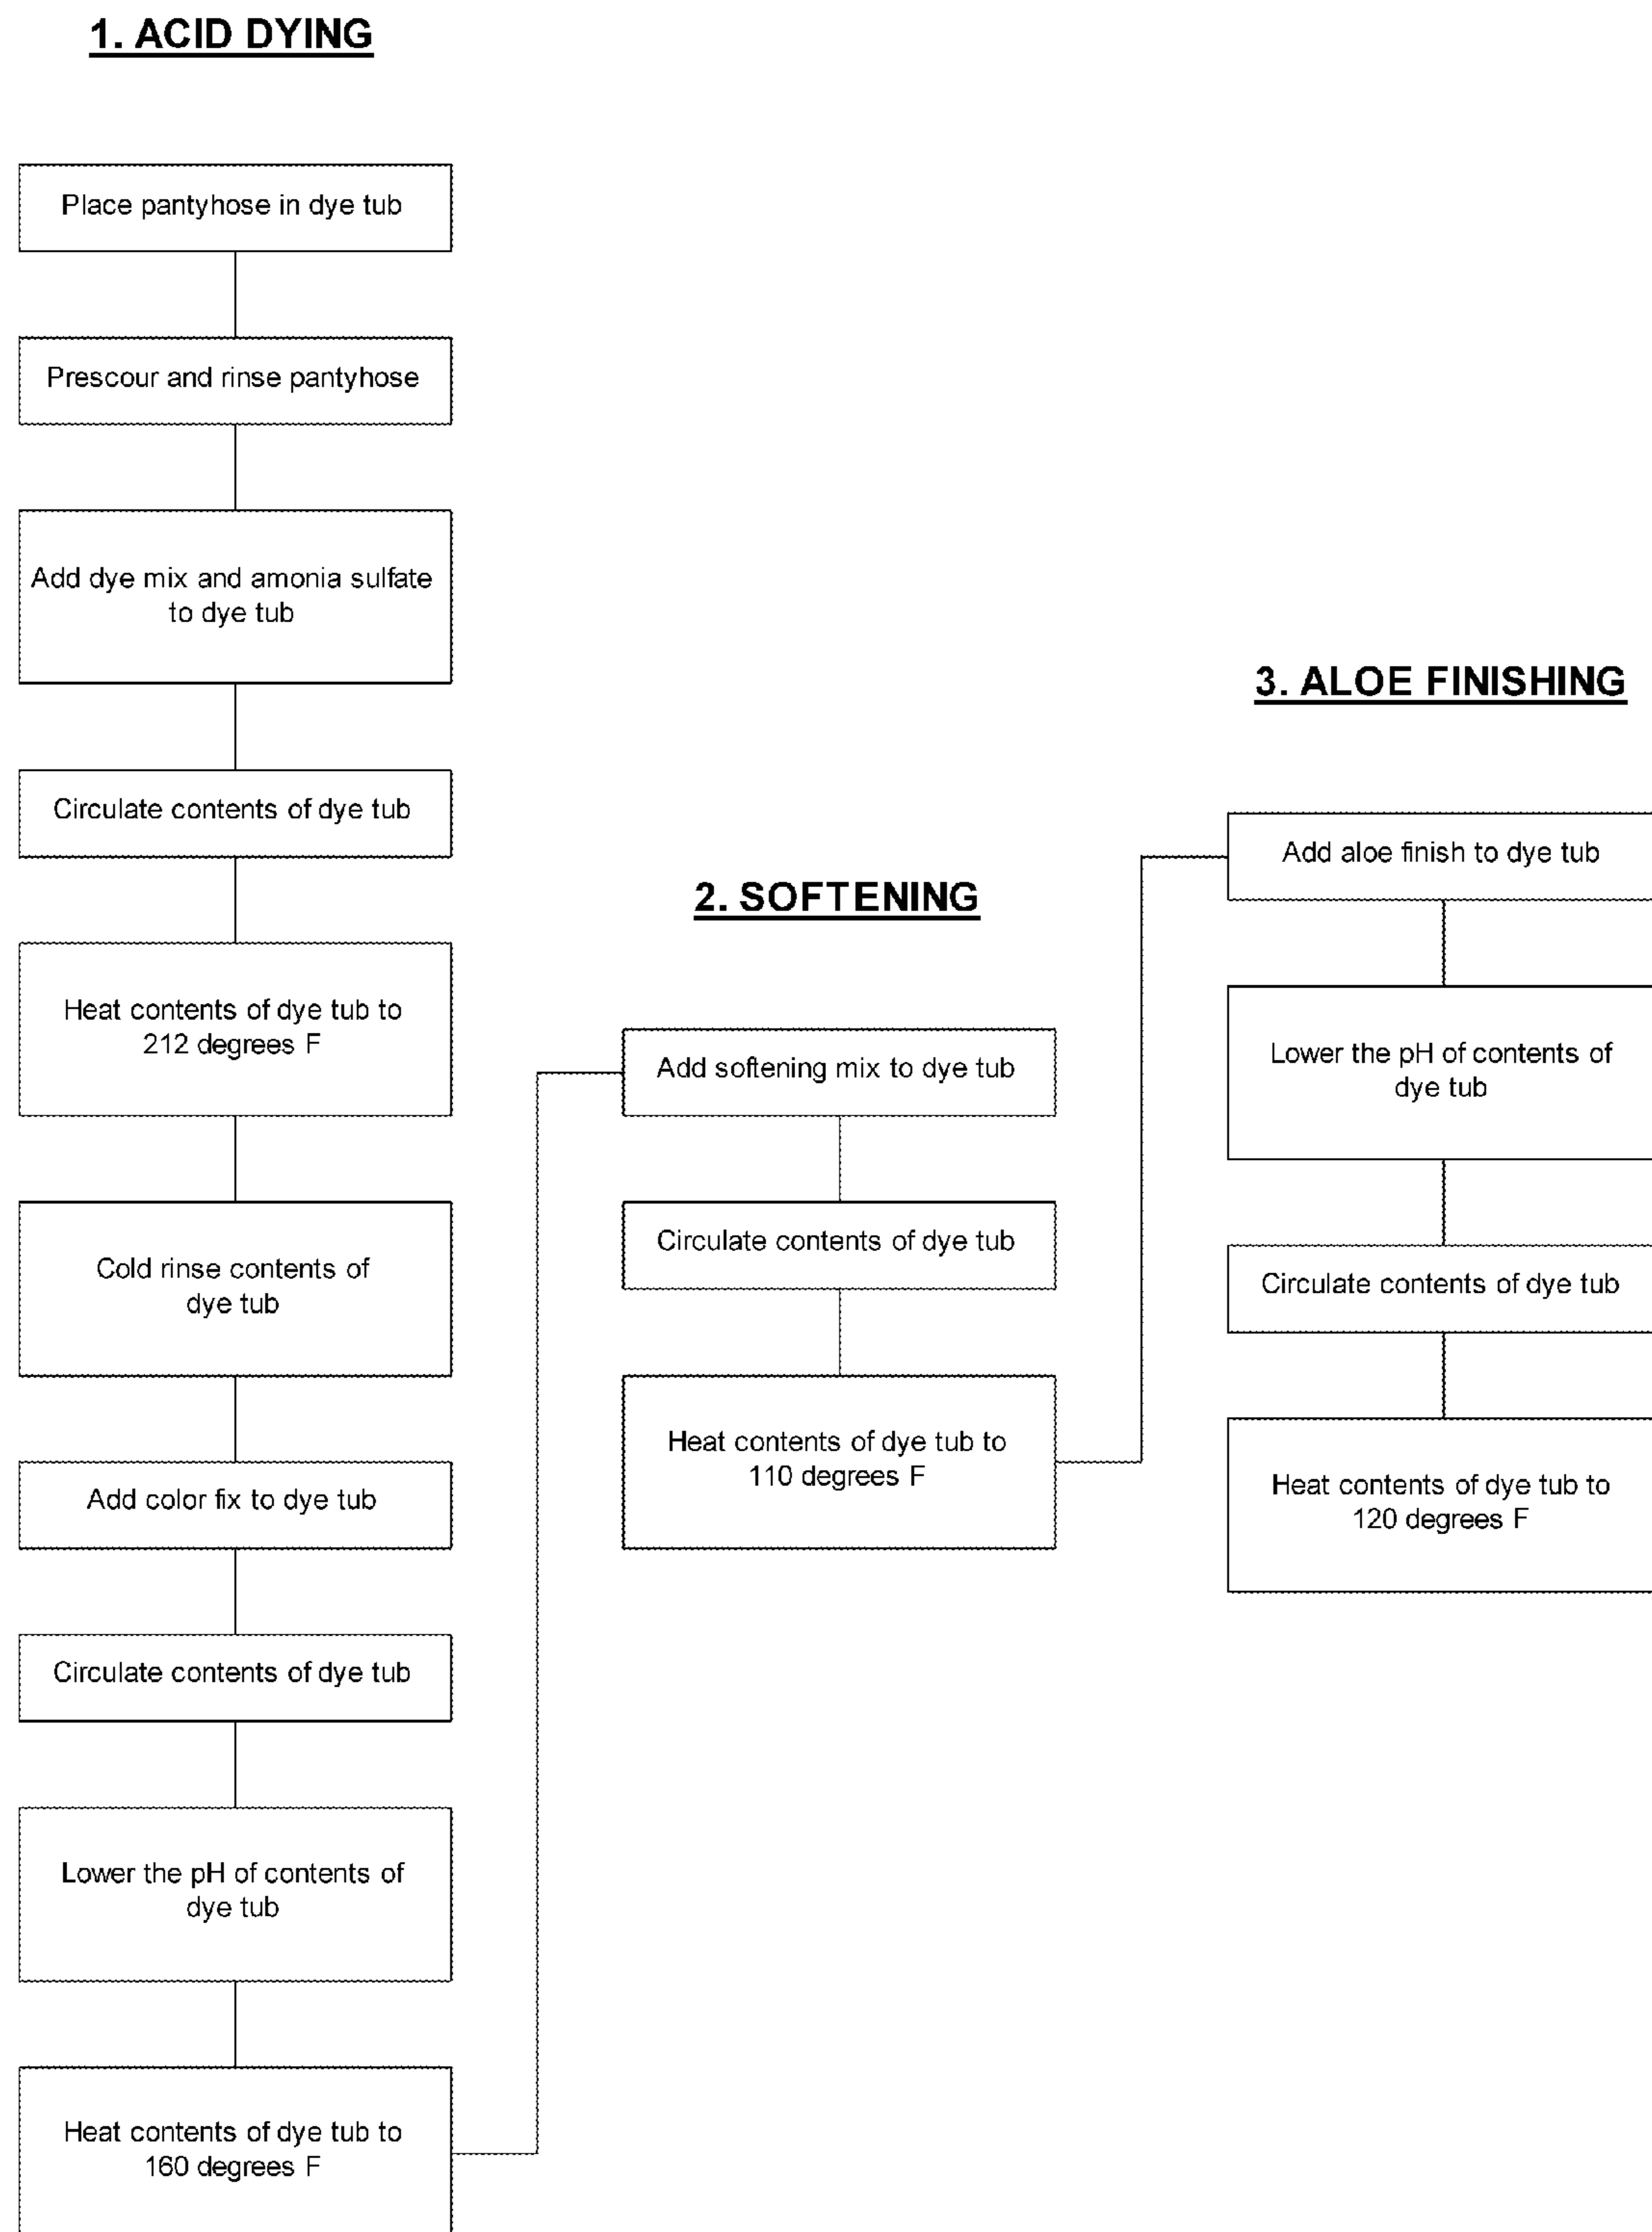 1. ACID DYING
Place pantyhose in dye tub
Prescour and rinse pantyhose
Add dye mix and amonia sulfate
to dye tub
Circulate contents of dye tub
Heat contents of dye tub to
212 degrees F
Cold rinse contents of
dye tub
Add color fix to dye tub
Circulate contents of dye tub
Lower the pH of contents of
dye tub
Heat contents of dye tub to
160 degrees F
2. SOFTENING
Add softening mix to dye tub
Circulate contents of dye tub
Heat contents of dye tub to
110 degrees F
3. ALOE FINISHING
Add aloe finish to dye tub
Lower the pH of contents of
dye tub
Circulate contents of dye tub
Heat contents of dye tub to
120 degrees F